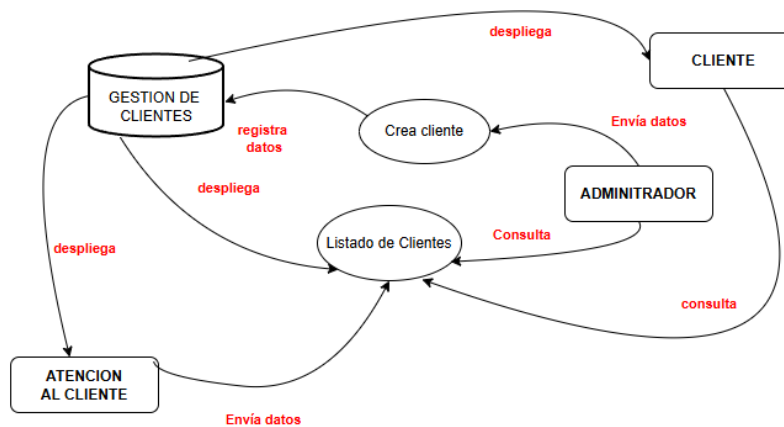 despliega
CLIENTE
GESTION DE
CLIENTES
registra
datos
Crea cliente
Envía datos
despliega
ADMINITRADOR
Listado de Clientes
Consulta
despliega
consulta
ATENCION
AL CLIENTE
Envía datos